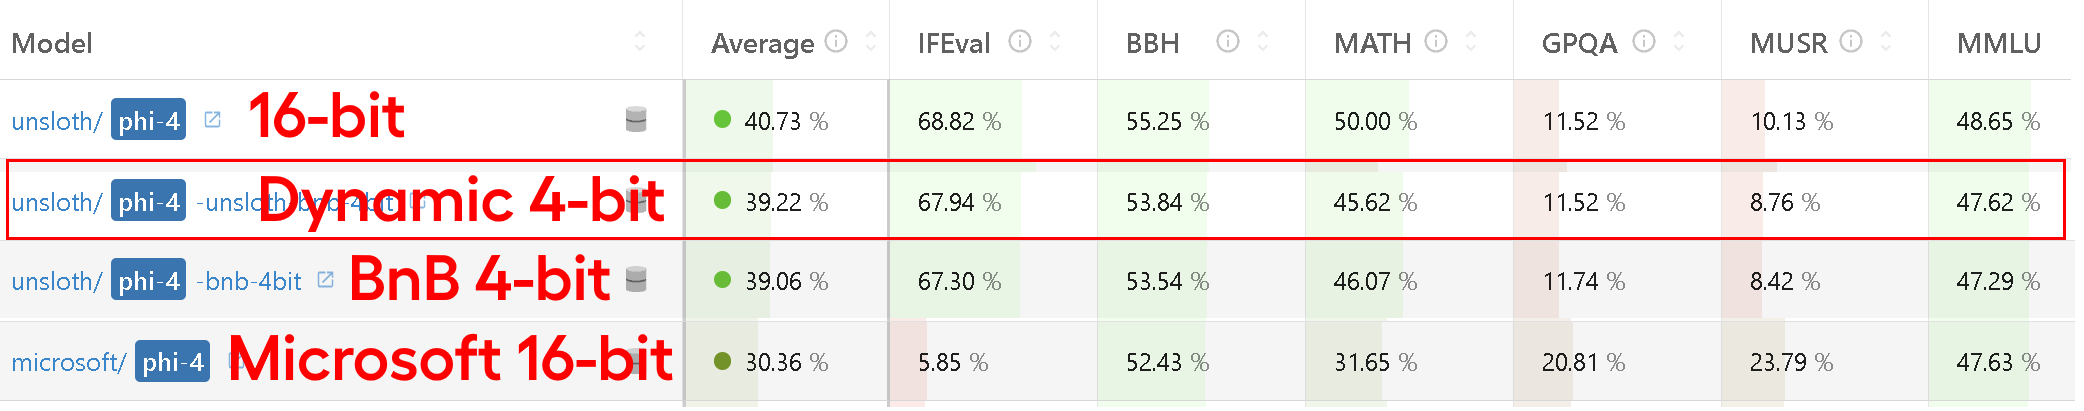 Model Average IFEval BBH MATH GPQA MUSR MMLU
unsloth/ phi-4 16-bit 40.73 % 68.82 % 55.25 % 50.00 % 11.52 % 10.13 % 48.65 %
unsloth/ phi-4 -unsloth-bnb-4bit Dynamic 4-bit 39.22 % 67.94 % 53.84 % 45.62 % 11.52 % 8.76 % 47.62 %
unsloth/ phi-4 -bnb-4bit BnB 4-bit 39.06 % 67.30 % 53.54 % 46.07 % 11.74 % 8.42 % 47.29 %
microsoft/ phi-4 Microsoft 16-bit 30.36 % 5.85 % 52.43 % 31.65 % 20.81 % 23.79 % 47.63 %